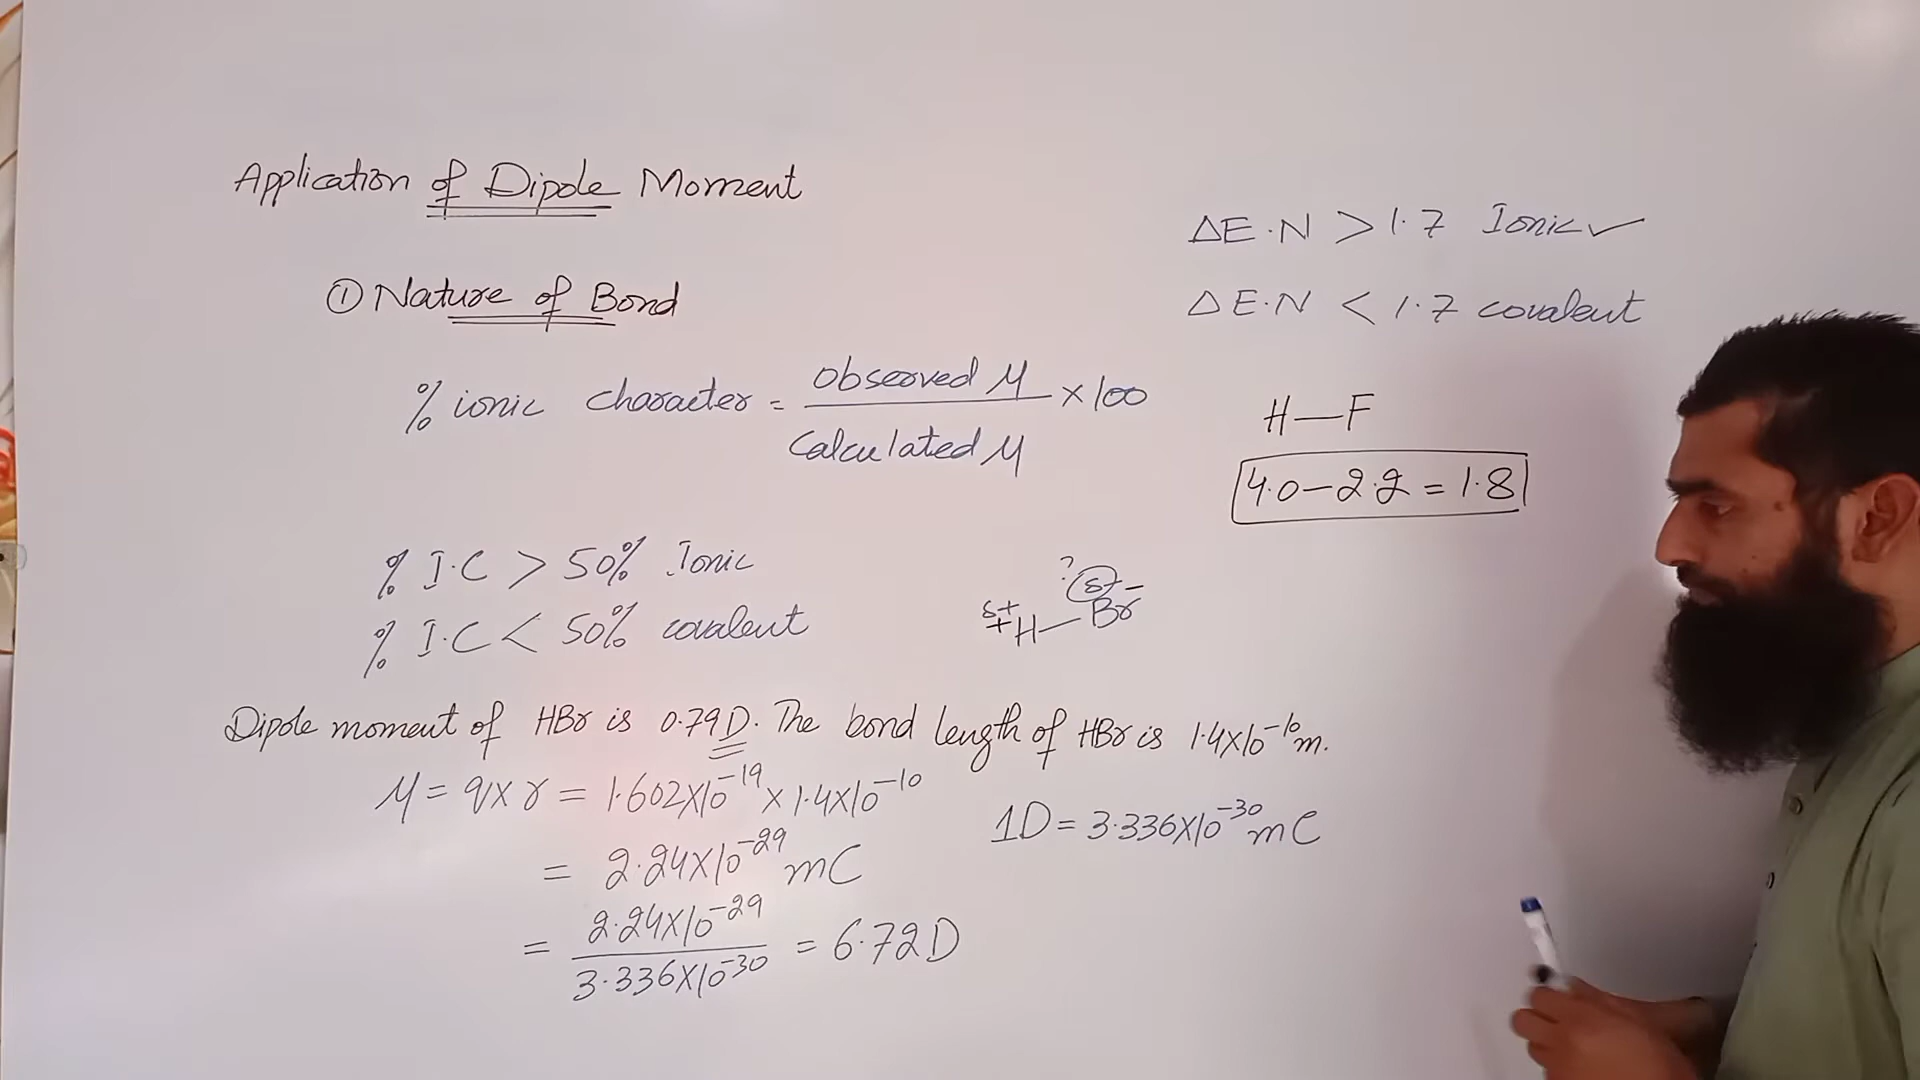 Application of Dipole Moment
① Nature of Bond
% ionic character = observed μ / Calculated μ × 100
% I.C > 50% Ionic
% I.C < 50% covalent
ΔE.N > 1.7 Ionic ✓
ΔE.N < 1.7 covalent
H—F
4.0 — 2.2 = 1.8
? δ- –
δ+ + H — Br
Dipole moment of HBr is 0.79 D. The bond length of HBr is 1.4×10⁻¹⁰ m.
μ = q × r = 1.602×10⁻¹⁹ × 1.4×10⁻¹⁰
= 2.24×10⁻²⁹ mC
= 2.24×10⁻²⁹ / 3.336×10⁻³⁰ = 6.72 D
1D = 3.336×10⁻³⁰ mC